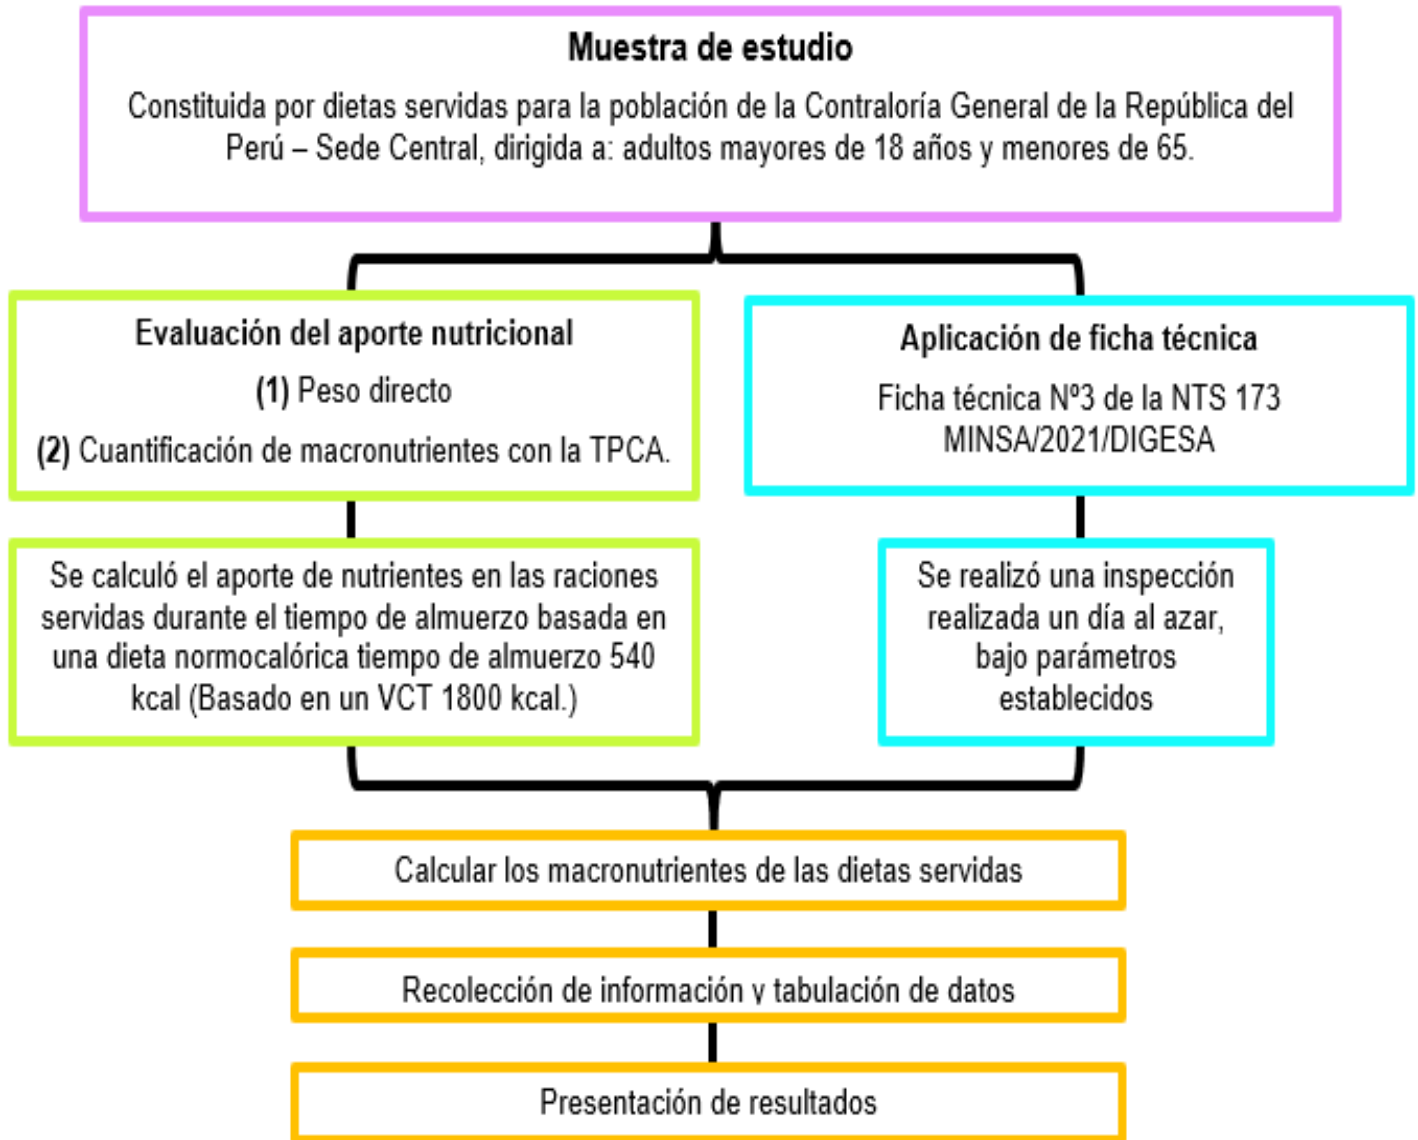 Muestra de estudio
Constituida por dietas servidas para la población de la Contraloría General de la República del
Perú – Sede Central, dirigida a: adultos mayores de 18 años y menores de 65.
Evaluación del aporte nutricional
(1) Peso directo
(2) Cuantificación de macronutrientes con la TPCA.
Aplicación de ficha técnica
Ficha técnica Nº3 de la NTS 173
MINSA/2021/DIGESA
Se calculó el aporte de nutrientes en las raciones
servidas durante el tiempo de almuerzo basada en
una dieta normocalórica tiempo de almuerzo 540
kcal (Basado en un VCT 1800 kcal.)
Se realizó una inspección
realizada un día al azar,
bajo parámetros
establecidos
Calcular los macronutrientes de las dietas servidas
Recolección de información y tabulación de datos
Presentación de resultados